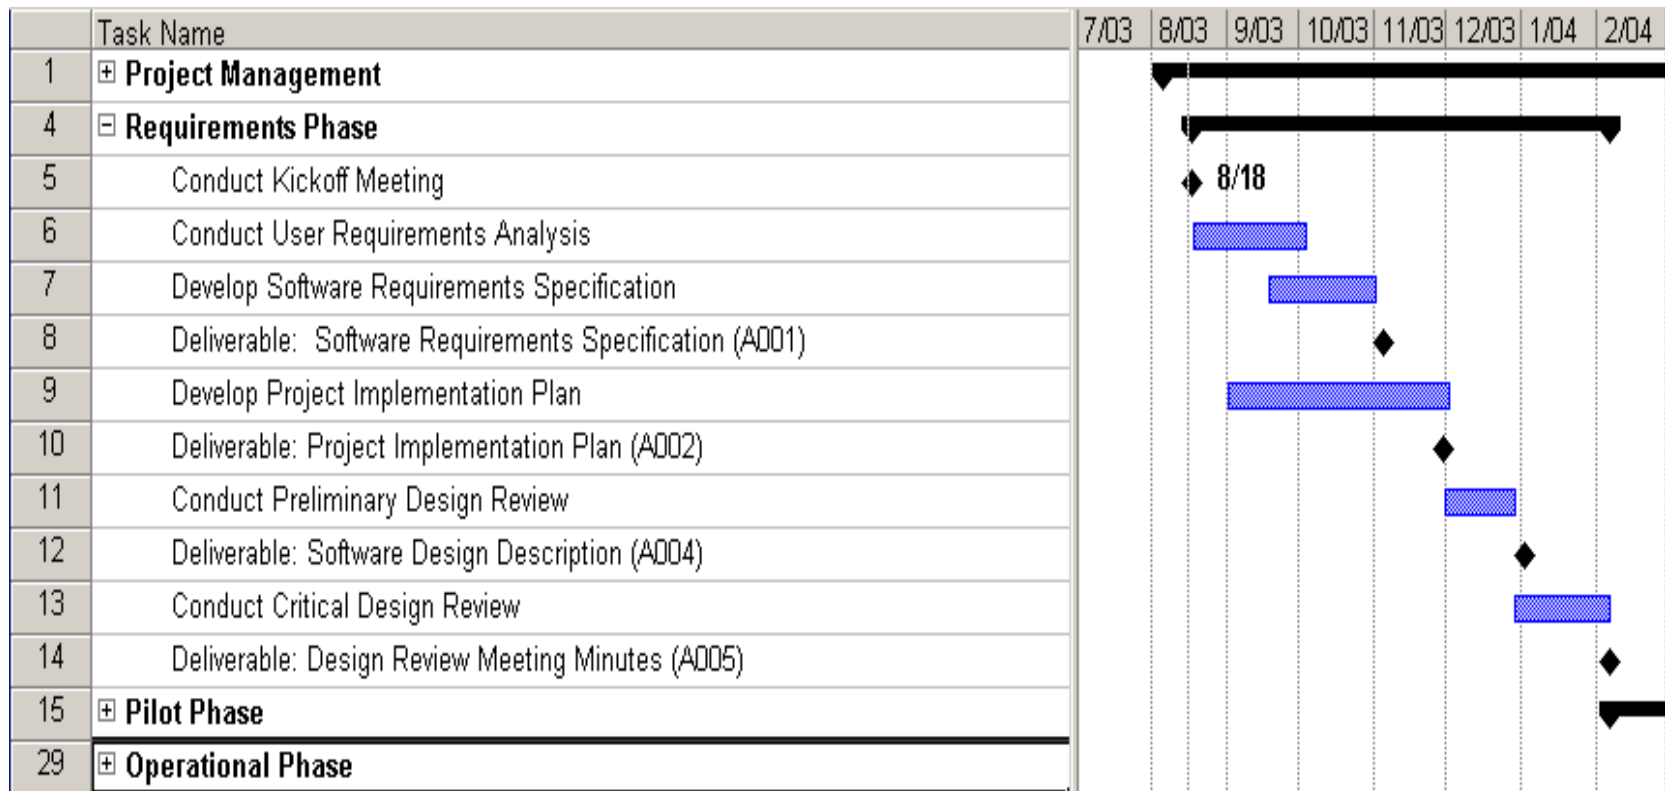 Task Name 7/03 8/03 9/03 10/03 11/03 12/03 1/04 2/04
1 Project Management
4 Requirements Phase
5 Conduct Kickoff Meeting 8/18
6 Conduct User Requirements Analysis
7 Develop Software Requirements Specification
8 Deliverable: Software Requirements Specification (A001)
9 Develop Project Implementation Plan
10 Deliverable: Project Implementation Plan (A002)
11 Conduct Preliminary Design Review
12 Deliverable: Software Design Description (A004)
13 Conduct Critical Design Review
14 Deliverable: Design Review Meeting Minutes (A005)
15 Pilot Phase
29 Operational Phase